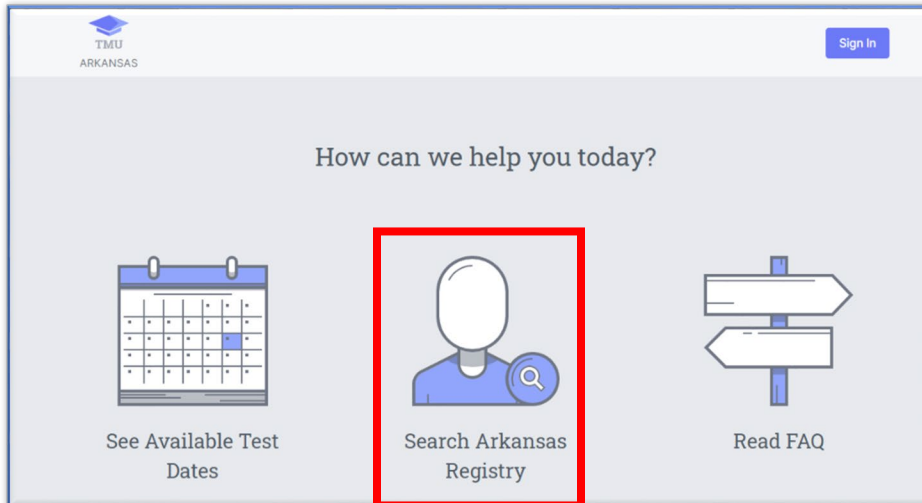 TMU
ARKANSAS
Sign In
How can we help you today?
See Available Test
Dates
Search Arkansas
Registry
Read FAQ